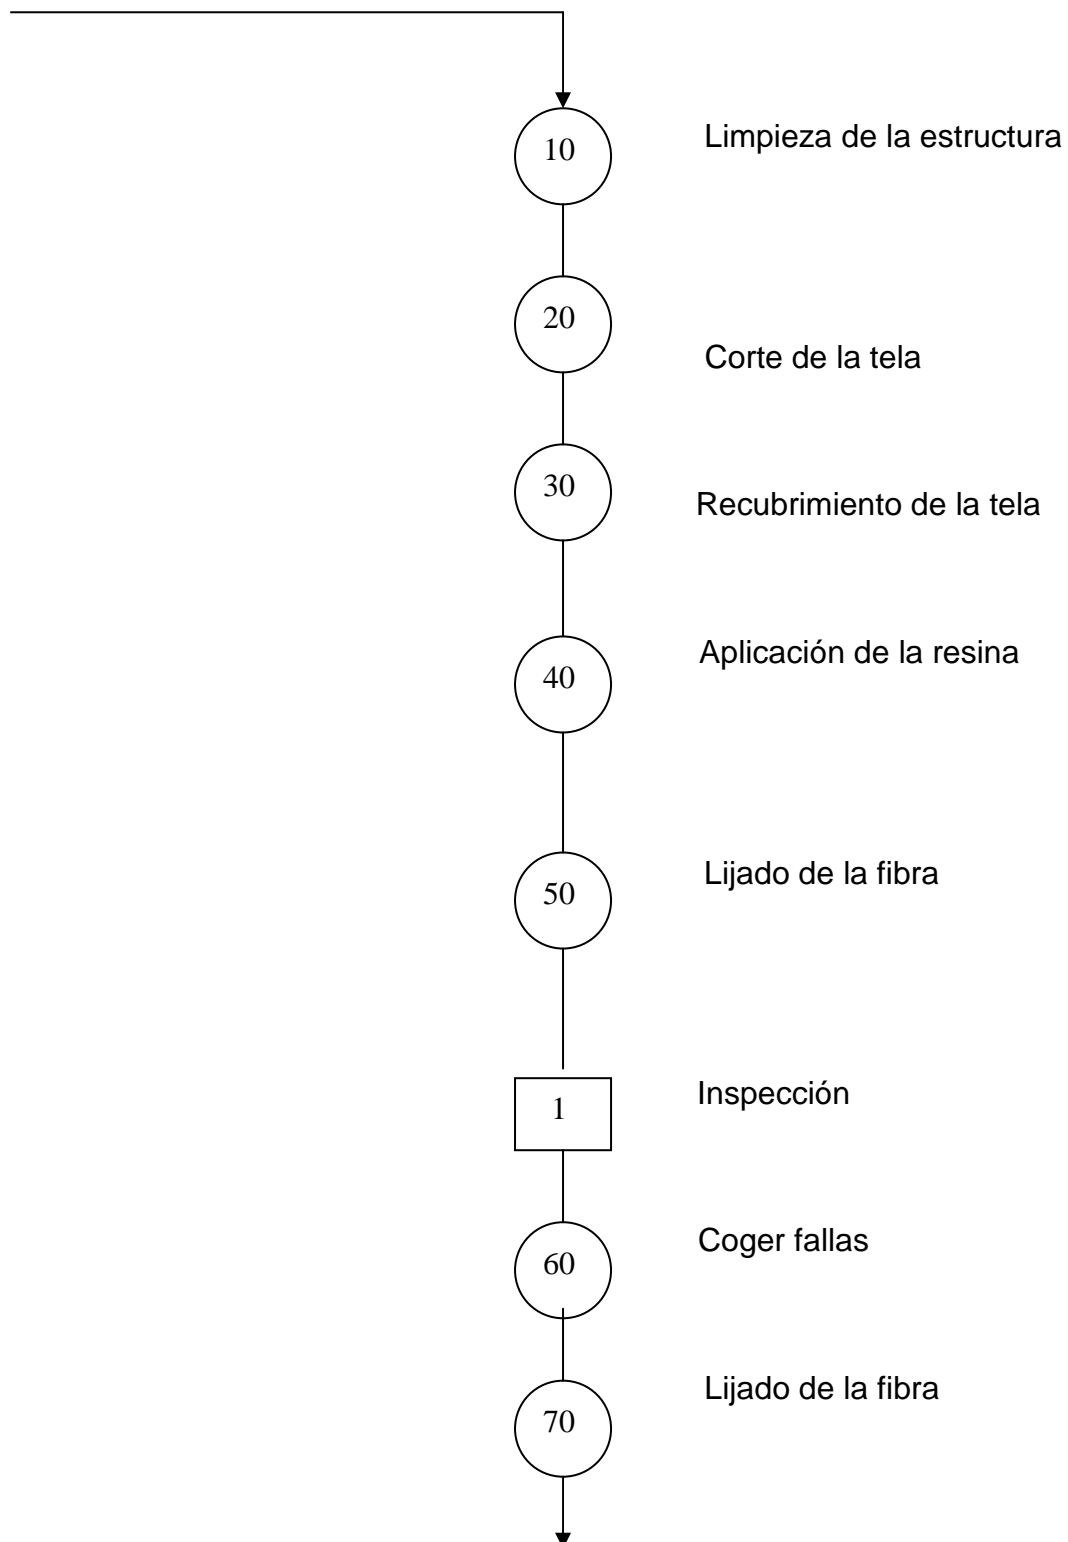 10 Limpieza de la estructura
20 Corte de la tela
30 Recubrimiento de la tela
40 Aplicación de la resina
50 Lijado de la fibra
1 Inspección
60 Coger fallas
70 Lijado de la fibra